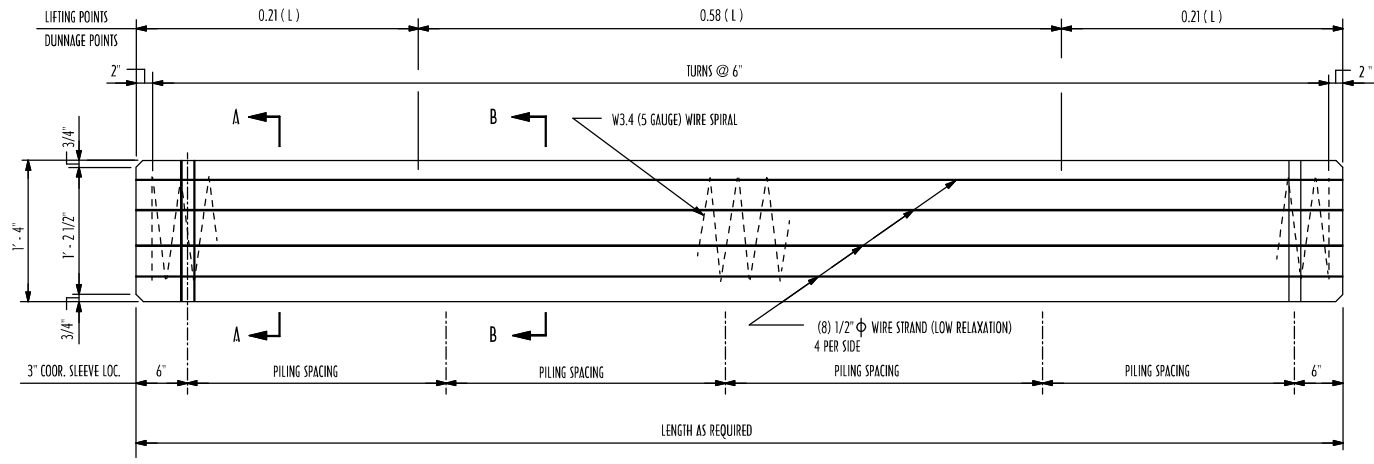 LIFTING POINTS
0.21 ( L )
0.58 ( L )
0.21 ( L )
DUNNAGE POINTS
2"
TURNS @ 6"
2 "
A
B
W3.4 (5 GAUGE) WIRE SPIRAL
3/4"
1' - 4"
1' - 2 1/2"
3/4"
A
B
(8) 1/2" ϕ WIRE STRAND (LOW RELAXATION)
4 PER SIDE
3" COOR. SLEEVE LOC.
6"
PILING SPACING
PILING SPACING
PILING SPACING
PILING SPACING
6"
LENGTH AS REQUIRED